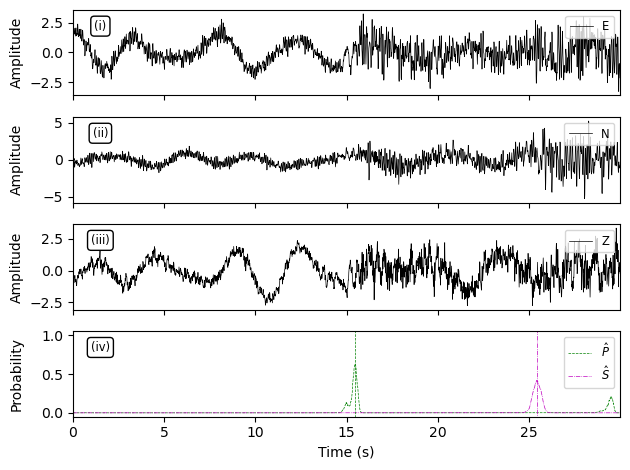 (i)
E
Amplitude
2.5
0.0
−2.5
(ii)
N
Amplitude
5
0
−5
(iii)
Z
Amplitude
2.5
0.0
−2.5
(iv)
P̂
Ŝ
Probability
1.0
0.5
0.0
0 5 10 15 20 25
Time (s)